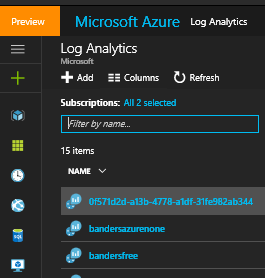 Preview
Microsoft Azure Log Analytics
Log Analytics
Microsoft
Add Columns Refresh
Subscriptions: All 2 selected
Filter by name...
15 items
NAME
0f571d2d-a13b-4778-a1df-31fe982ab344
bandersazurenone
bandersfree